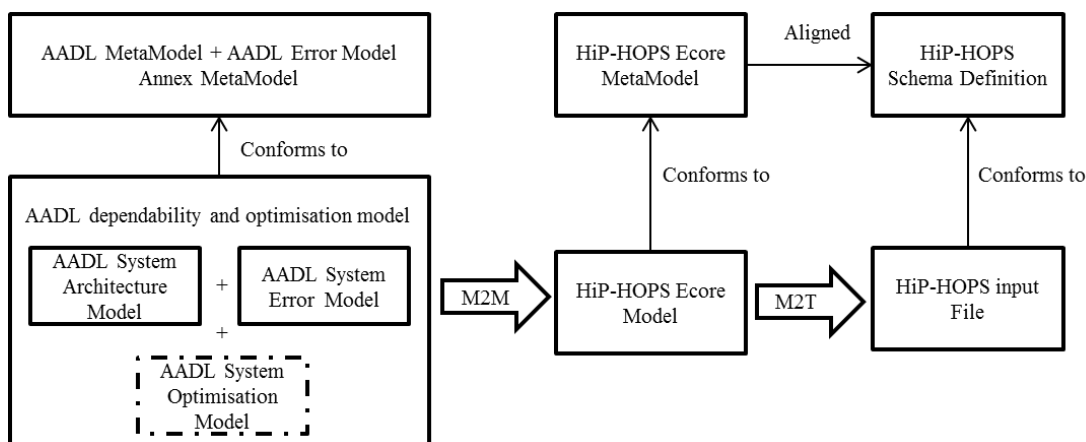 AADL MetaModel + AADL Error Model
Annex MetaModel
HiP-HOPS Ecore
MetaModel
Aligned
HiP-HOPS
Schema Definition
Conforms to
Conforms to
Conforms to
AADL dependability and optimisation model
AADL System
Architecture
Model
+
AADL System
Error Model
+
AADL System
Optimisation
Model
M2M
HiP-HOPS Ecore
Model
M2T
HiP-HOPS input
File